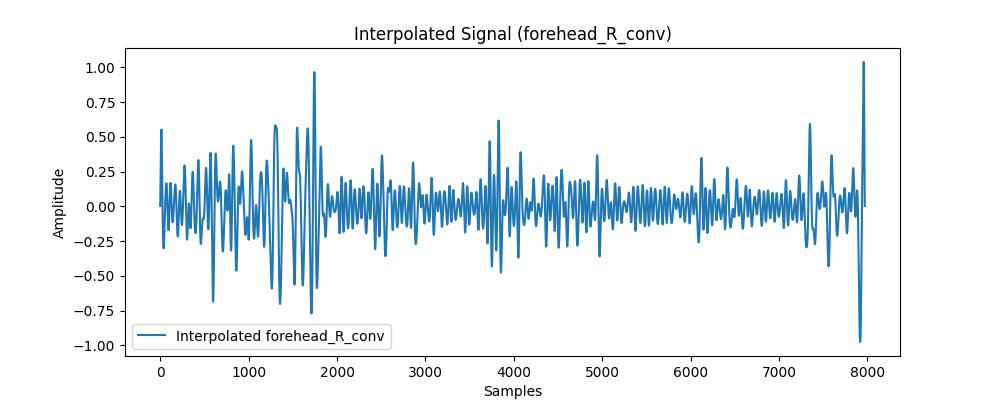 Interpolated Signal (forehead_R_conv)
1.00
0.75
0.50
0.25
0.00
−0.25
−0.50
−0.75
−1.00
Amplitude
Interpolated forehead_R_conv
0 1000 2000 3000 4000 5000 6000 7000 8000
Samples